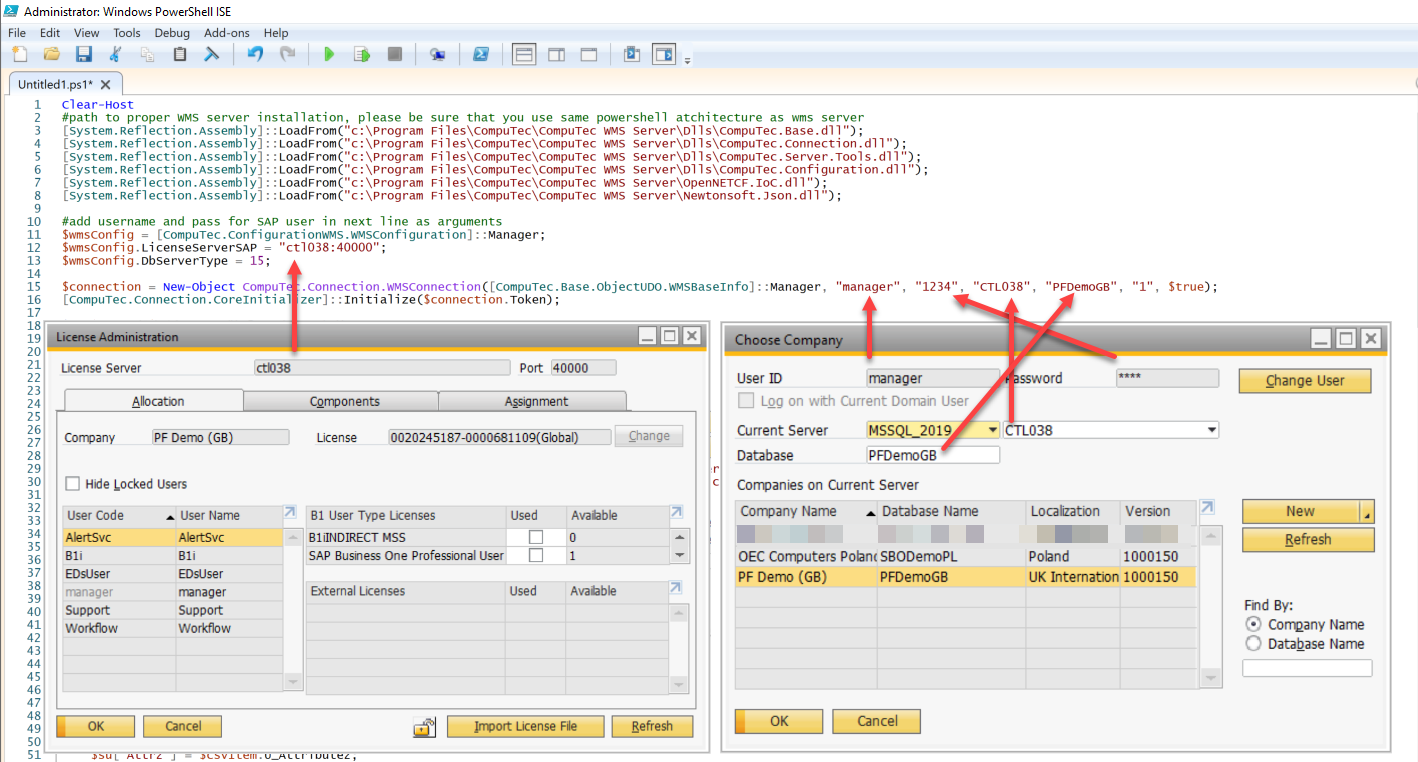 Administrator: Windows PowerShell ISE
File Edit View Tools Debug Add-ons Help
Untitled1.ps1* X
1 Clear-Host
2 #path to proper WMS server installation, please be sure that you use same powershell atchitecture as wms server
3 [System.Reflection.Assembly]::LoadFrom("c:\Program Files\CompuTec\CompuTec WMS Server\Dlls\CompuTec.Base.dll");
4 [System.Reflection.Assembly]::LoadFrom("c:\Program Files\CompuTec\CompuTec WMS Server\Dlls\CompuTec.Connection.dll");
5 [System.Reflection.Assembly]::LoadFrom("c:\Program Files\CompuTec\CompuTec WMS Server\Dlls\CompuTec.Server.Tools.dll");
6 [System.Reflection.Assembly]::LoadFrom("c:\Program Files\CompuTec\CompuTec WMS Server\Dlls\CompuTec.Configuration.dll");
7 [System.Reflection.Assembly]::LoadFrom("c:\Program Files\CompuTec\CompuTec WMS Server\OpenNETCF.IoC.dll");
8 [System.Reflection.Assembly]::LoadFrom("c:\Program Files\CompuTec\CompuTec WMS Server\Newtonsoft.Json.dll");
9
10 #add username and pass for SAP user in next line as arguments
11 $wmsConfig = [CompuTec.ConfigurationWMS.WMSConfiguration]::Manager;
12 $wmsConfig.LicenseServerSAP = "ctl038:40000";
13 $wmsConfig.DbServerType = 15;
14
15 $connection = New-Object CompuTec.Connection.WMSConnection([CompuTec.Base.ObjectUDO.WMSBaseInfo]::Manager, "manager", "1234", "CTL038", "PFDemoGB", "1", $true);
16 [CompuTec.Connection.CoreInitializer]::Initialize($connection.Token);
17
18
19
20
21
22
23
24
25
26
27
28
29
30
31
32
33
34
35
36
37
38
39
40
41
42
43
44
45
46
47
48
49
50
51 $su["Attr2"] = $csvItem.U_Attribute2;
License Administration
License Server ctl038 Port 40000
Allocation Components Assignment
Company PF Demo (GB) License 0020245187-0000681109(Global) Change
Hide Locked Users
User Code User Name
AlertSvc AlertSvc
B1i B1i
EDsUser EDsUser
manager manager
Support Support
Workflow Workflow
B1 User Type Licenses Used Available
B1iINDIRECT MSS 0
SAP Business One Professional User 1
External Licenses Used Available
OK Cancel Import License File Refresh
Choose Company
User ID manager Password ****
Change User
Log on with Current Domain User
Current Server MSSQL_2019 CTL038
Database PFDemoGB
Companies on Current Server
Company Name Database Name Localization Version
OEC Computers Poland SBODemoPL Poland 1000150
PF Demo (GB) PFDemoGB UK Internation 1000150
New
Refresh
Find By:
Company Name
Database Name
OK Cancel